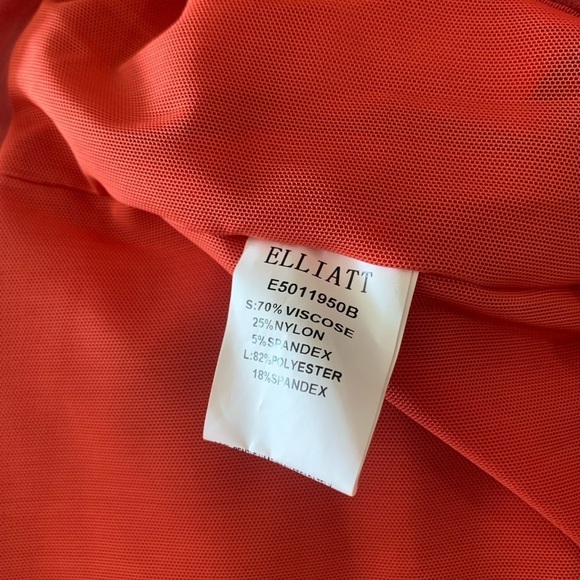 ELLIATT
E5011950B
S:70% VISCOSE
25%NYLON
5%SPANDEX
L:82%POLYESTER
18%SPANDEX